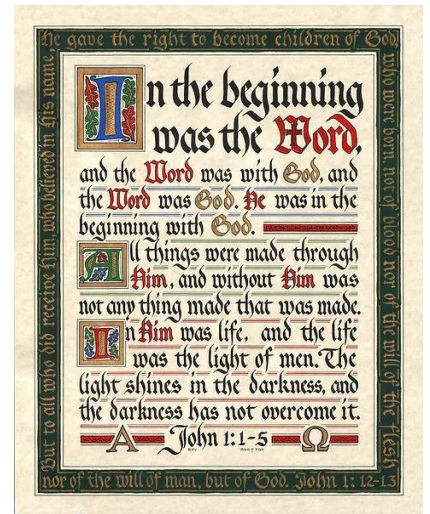 In the beginning
was the Word,
and the Word was with God, and
the Word was God. He was in the
beginning with God.
All things were made through
Him, and without Him was
not any thing made that was made.
In Him was life, and the life
was the light of men. The
light shines in the darkness, and
the darkness has not overcome it.
Α John 1:1-5 Ω
RSV
But to all who did receive Him, who believed in His name
he gave the right to become children of God,
who were born, not of blood nor of the will of the flesh
nor of the will of man, but of God. John 1:12-13